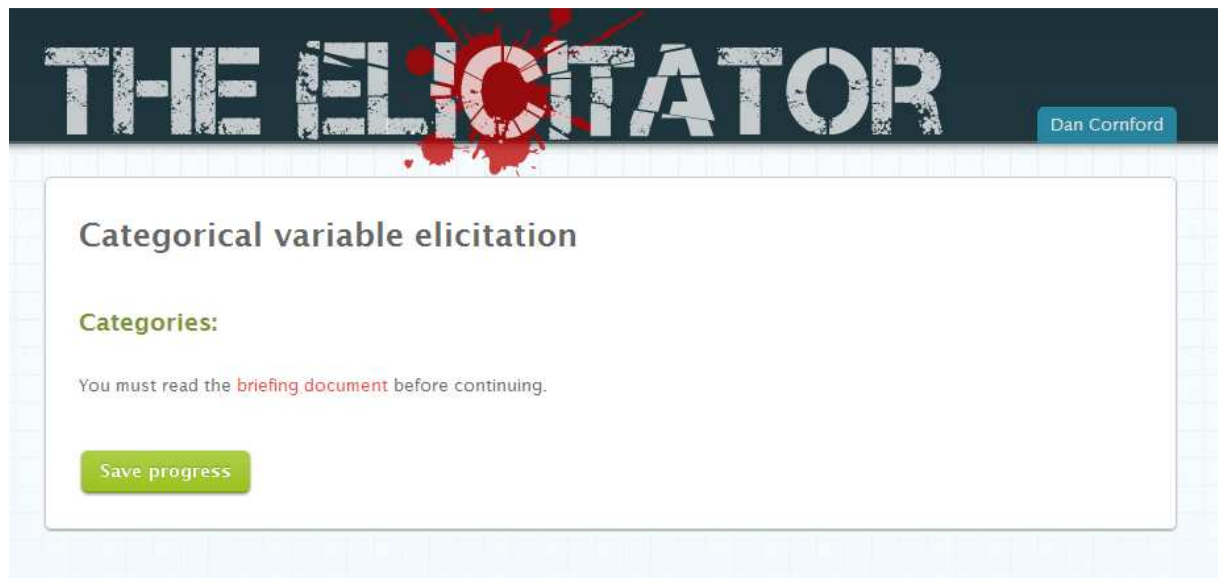 THE ELICITATOR
Dan Cornford
Categorical variable elicitation
Categories:
You must read the briefing document before continuing.
Save progress